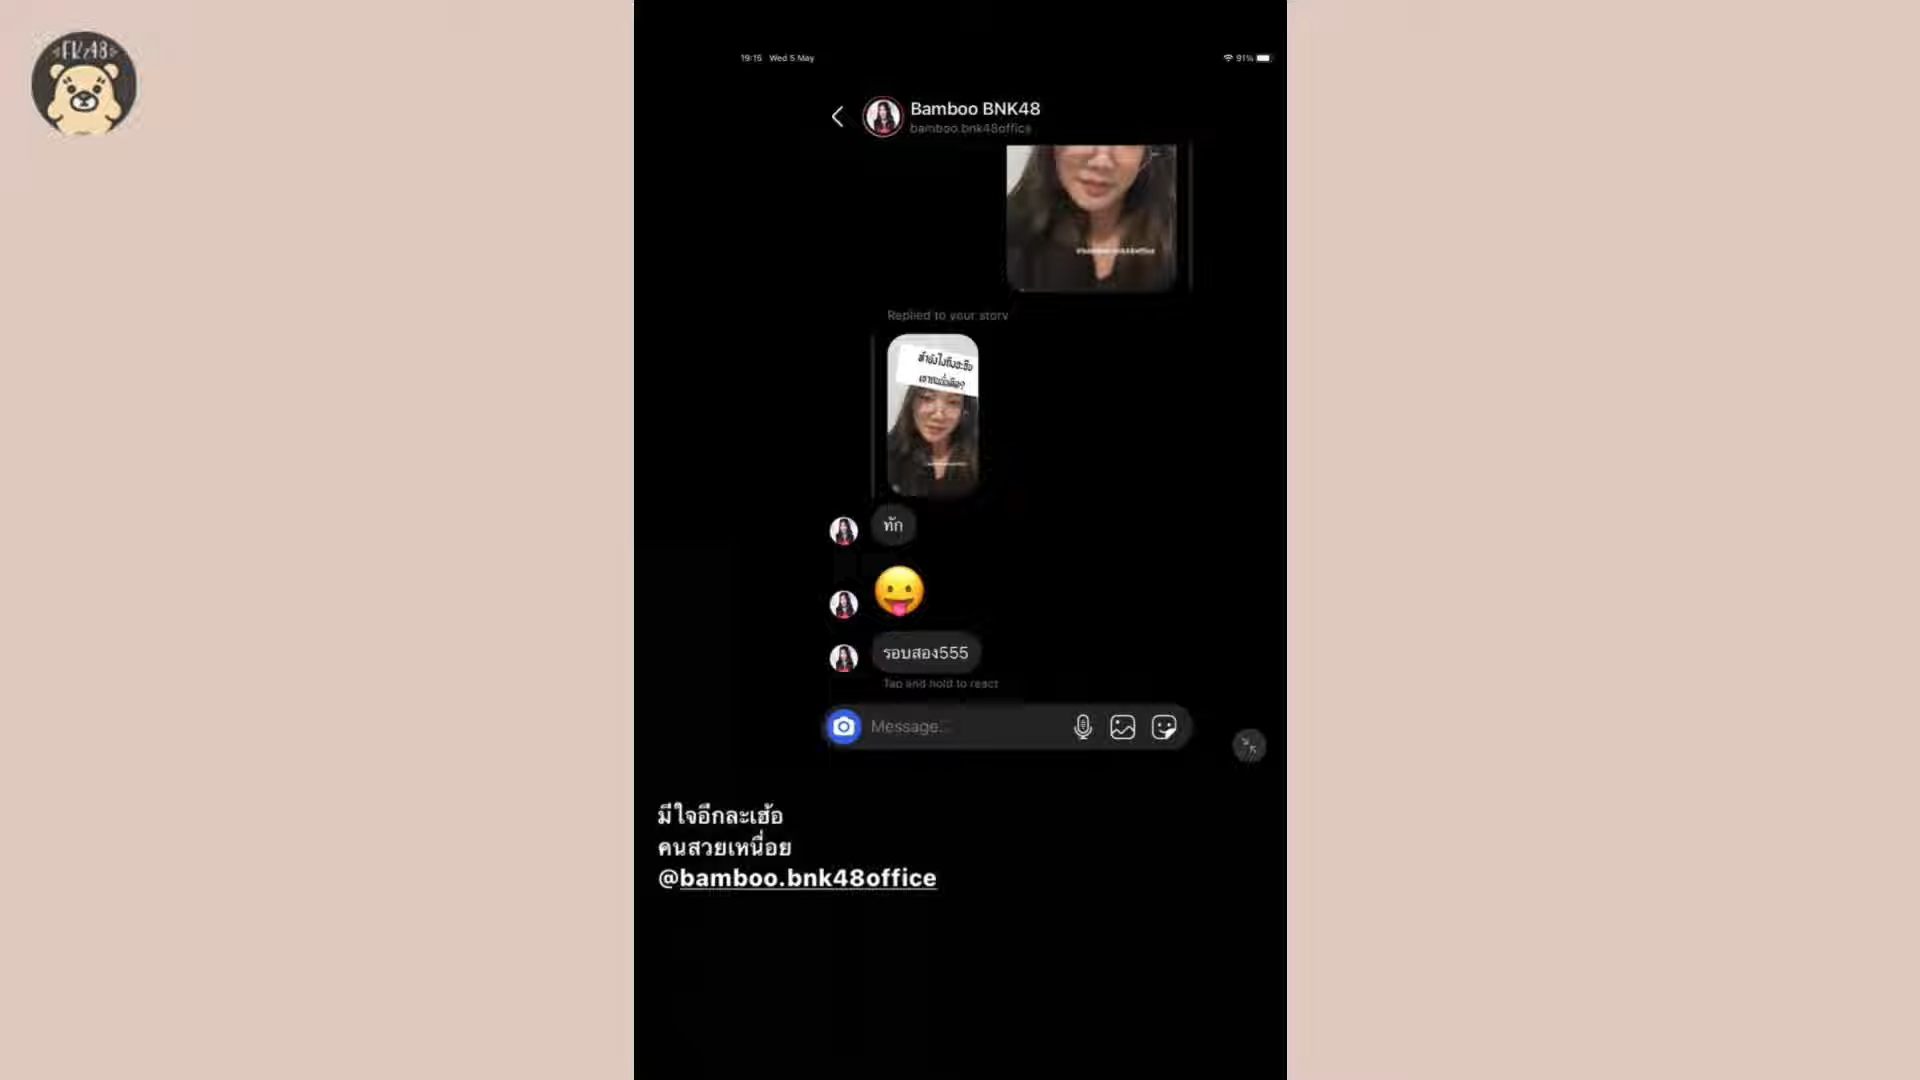 FK48
19:15 Wed 5 May
91%
Bamboo BNK48
bamboo.bnk48office
Replied to your story
ทัก
รอบสอง555
Tap and hold to react
Message...
มีใจอีกละเฮ้อ
คนสวยเหนื่อย
@bamboo.bnk48office